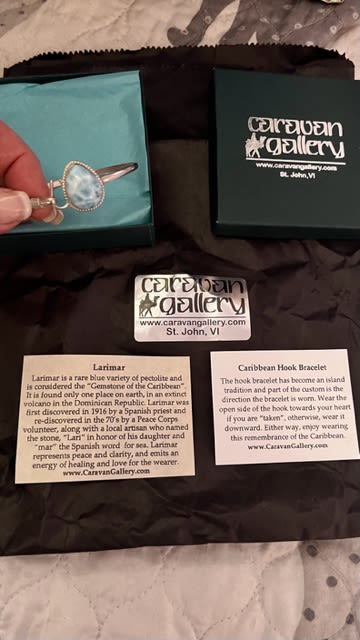 caravan
gallery
www.caravangallery.com
St. John, VI
caravan
gallery
www.caravangallery.com
St. John, VI
Larimar
Larimar is a rare blue variety of pectolite and
is considered the "Gemstone of the Caribbean".
It is found only one place on earth, in an extinct
volcano in the Dominican Republic. Larimar was
first discovered in 1916 by a Spanish priest and
re-discovered in the 70's by a Peace Corps
volunteer, along with a local artisan who named
the stone, "Lari" in honor of his daughter and
"mar" the Spanish word for sea. Larimar
represents peace and clarity, and emits an
energy of healing and love for the wearer.
www.CaravanGallery.com
Caribbean Hook Bracelet
The hook bracelet has become an island
tradition and part of the custom is the
direction the bracelet is worn. Wear the
open side of the hook towards your heart
if you are "taken", otherwise, wear it
downward. Either way, enjoy wearing
this remembrance of the Caribbean.
www.CaravanGallery.com